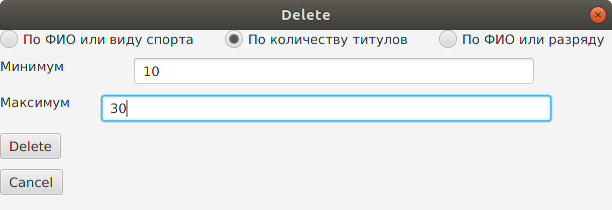 Delete
По ФИО или виду спорта По количеству титулов По ФИО или разряду
Минимум 10
Максимум 30
Delete
Cancel